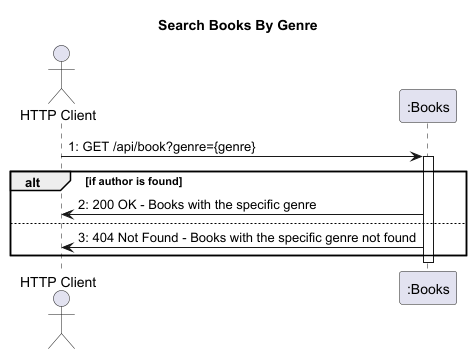 Search Books By Genre
HTTP Client
:Books
1: GET /api/book?genre={genre}
alt [if author is found]
2: 200 OK - Books with the specific genre
3: 404 Not Found - Books with the specific genre not found
HTTP Client
:Books